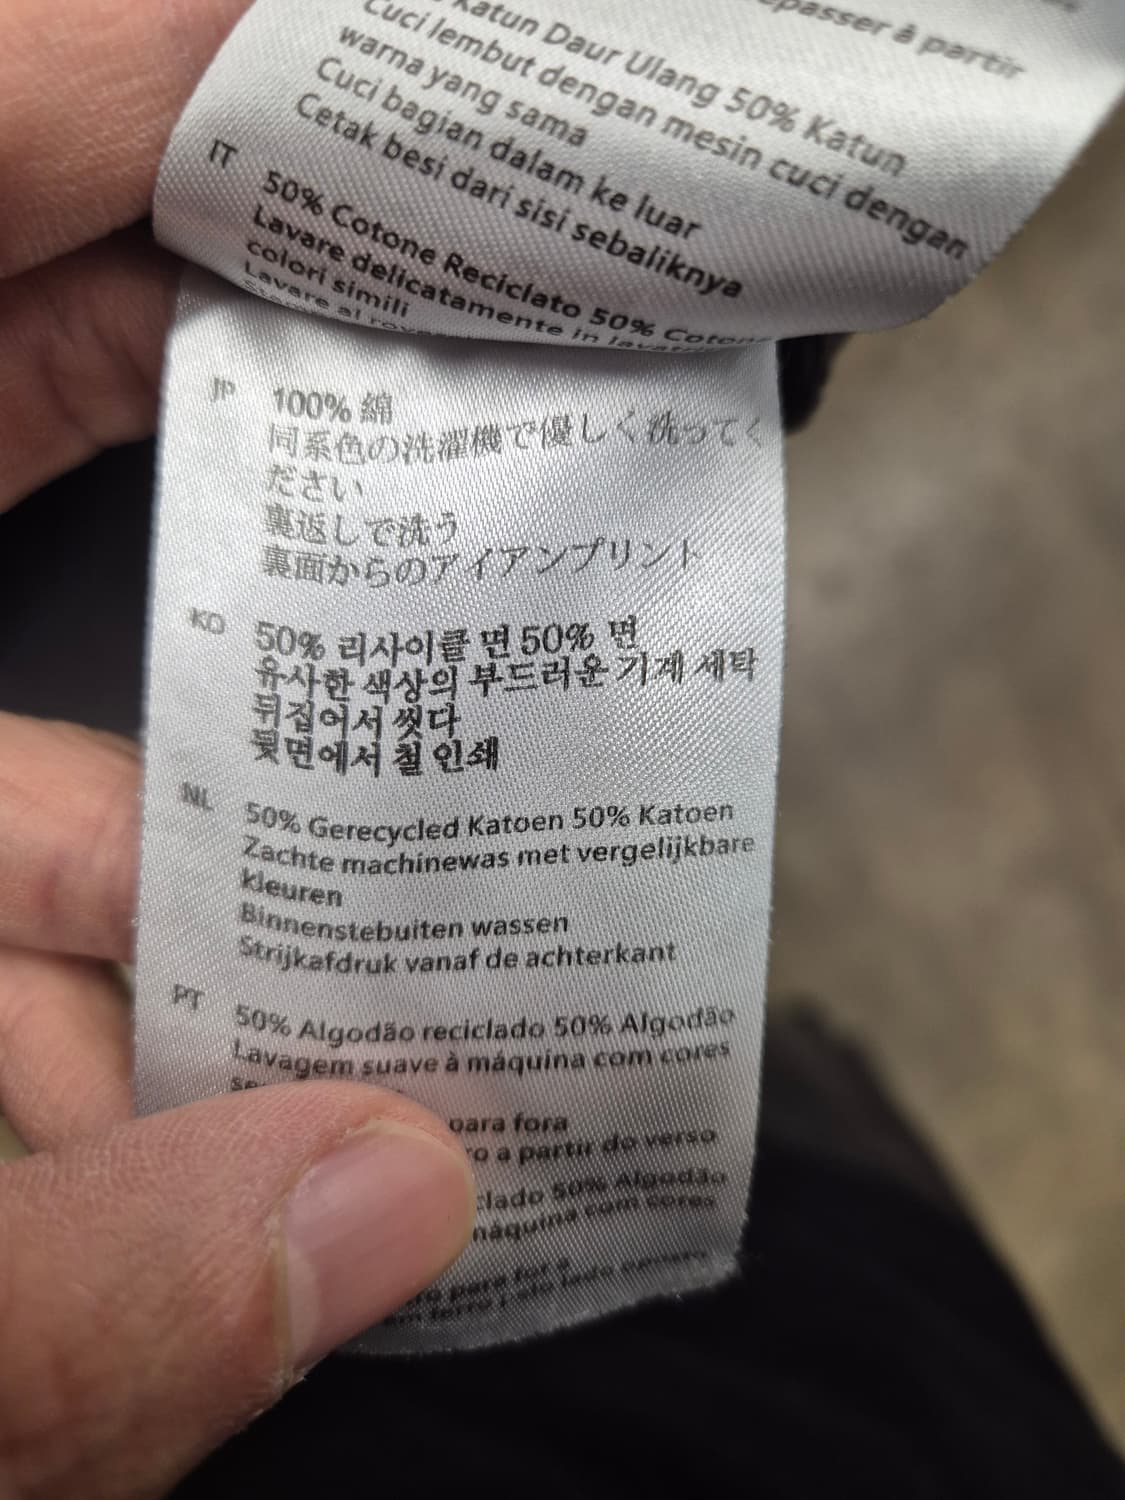 épasser à partir
Katun Daur Ulang 50% Katun
Cuci lembut dengan mesin cuci dengan
warna yang sama
Cuci bagian dalam ke luar
Cetak besi dari sisi sebaliknya
IT 50% Cotone Reciclato 50% Cotone
Lavare delicatamente in
colori simili
Lavare al
JP 100% 綿
同系色の洗濯機で優しく洗ってく
ださい
裏返しで洗う
裏面からのアイアンプリント
KO 50% 리사이클 면 50% 면
유사한 색상의 부드러운 기계 세탁
뒤집어서 씻다
뒷면에서 철 인쇄
NL 50% Gerecycled Katoen 50% Katoen
Zachte machinewas met vergelijkbare
kleuren
Binnenstebuiten wassen
Strijkafdruk vanaf de achterkant
PT 50% Algodão reciclado 50% Algodão
Lavagem suave à máquina com cores
para fora
a partir do verso
50% Algodão
máquina com cores
para fora